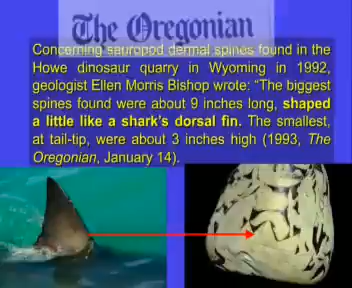 The Oregonian
Concerning sauropod dermal spines found in the
Howe dinosaur quarry in Wyoming in 1992,
geologist Ellen Morris Bishop wrote: “The biggest
spines found were about 9 inches long, shaped
a little like a shark’s dorsal fin. The smallest,
at tail-tip, were about 3 inches high (1993, The
Oregonian, January 14).